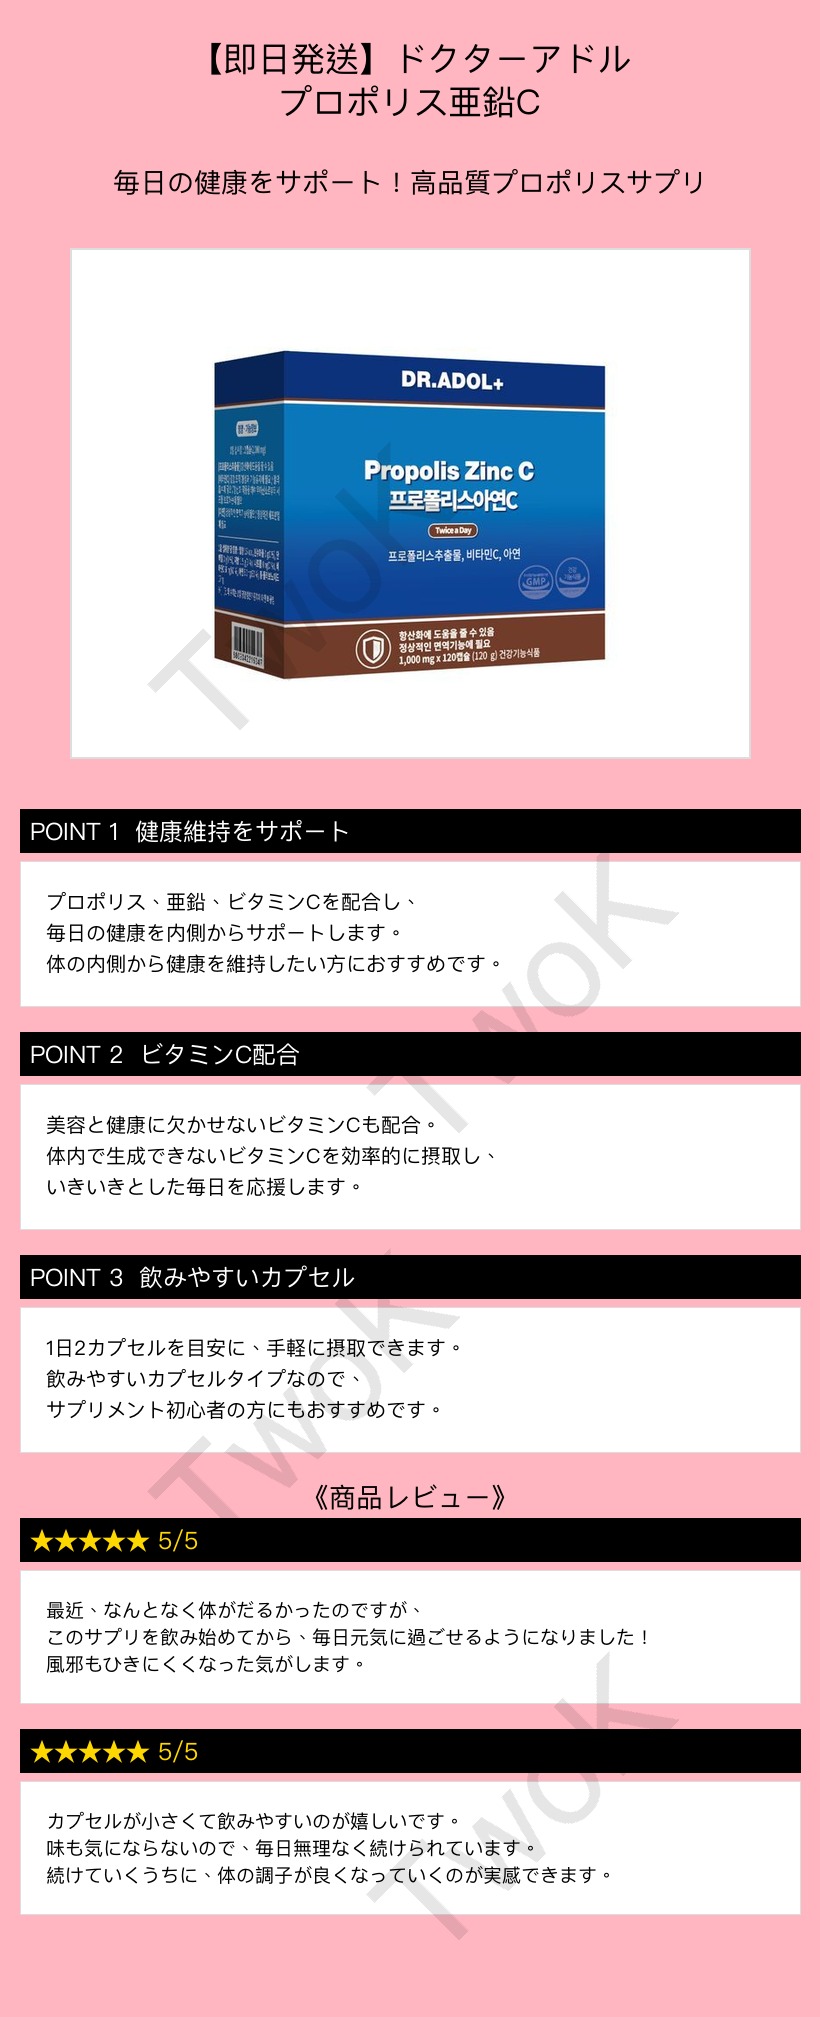 【即日発送】ドクターアドル
プロポリス亜鉛C
毎日の健康をサポート！高品質プロポリスサプリ
DR.ADOL+
Propolis Zinc C
프로폴리스아연C
Twice a Day
프로폴리스추출물, 비타민C, 아연
GMP
건강
기능식품
항산화에 도움을 줄 수 있음
정상적인 면역기능에 필요
1,000 mg x 120캡슐 (120 g) 건강기능식품
TwoK
POINT 1 健康維持をサポート
プロポリス、亜鉛、ビタミンCを配合し、
毎日の健康を内側からサポートします。
体の内側から健康を維持したい方におすすめです。
TwoK
POINT 2 ビタミンC配合
美容と健康に欠かせないビタミンCも配合。
体内で生成できないビタミンCを効率的に摂取し、
いきいきとした毎日を応援します。
POINT 3 飲みやすいカプセル
1日2カプセルを目安に、手軽に摂取できます。
飲みやすいカプセルタイプなので、
サプリメント初心者の方にもおすすめです。
TwoK
《商品レビュー》
★★★★★ 5/5
最近、なんとなく体がだるかったのですが、
このサプリを飲み始めてから、毎日元気に過ごせるようになりました！
風邪もひきにくくなった気がします。
★★★★★ 5/5
カプセルが小さくて飲みやすいのが嬉しいです。
味も気にならないので、毎日無理なく続けられています。
続けていくうちに、体の調子が良くなっていくのが実感できます。
TwoK